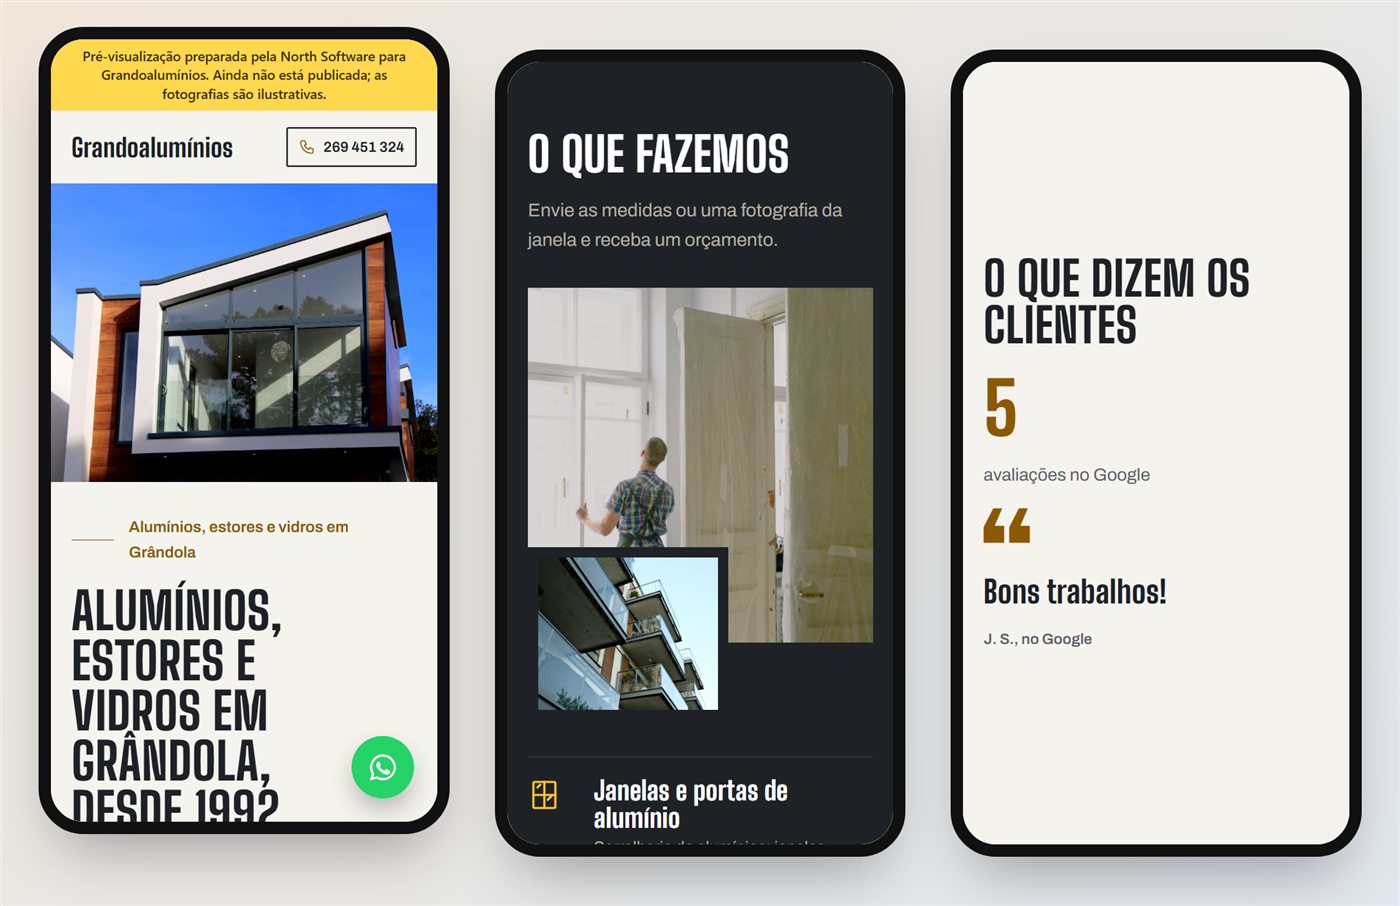 Pré-visualização preparada pela North Software para
Grandoalumínios. Ainda não está publicada; as
fotografias são ilustrativas.
Grandoalumínios
269 451 324
Alumínios, estores e vidros em
Grândola
ALUMÍNIOS,
ESTORES E
VIDROS EM
GRÂNDOLA,
DESDE 1992
O QUE FAZEMOS
Envie as medidas ou uma fotografia da
janela e receba um orçamento.
Janelas e portas de
alumínio
O QUE DIZEM OS
CLIENTES
5
avaliações no Google
“
Bons trabalhos!
J. S., no Google